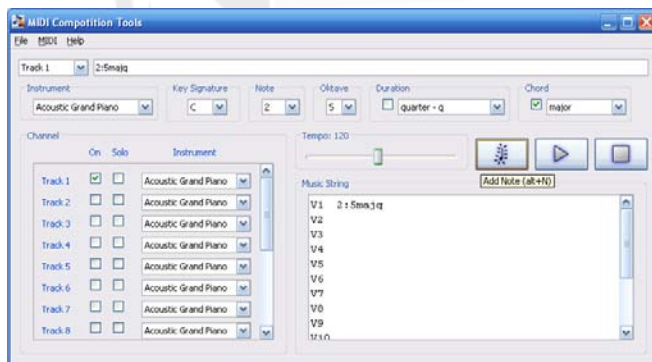 MIDI Compotition Tools
File MIDI Help
Track 1 2:5majq
Instrument Key Signature Note Oktave Duration Chord
Acoustic Grand Piano C 2 5 quarter - q major
Channel Tempo: 120
On Solo Instrument
Add Note (alt+N)
Music String
Track 1 Acoustic Grand Piano
Track 2 Acoustic Grand Piano
Track 3 Acoustic Grand Piano
Track 4 Acoustic Grand Piano
Track 5 Acoustic Grand Piano
Track 6 Acoustic Grand Piano
Track 7 Acoustic Grand Piano
Track 8 Acoustic Grand Piano
V1 2:5majq
V2
V3
V4
V5
V6
V7
V8
V9
V10